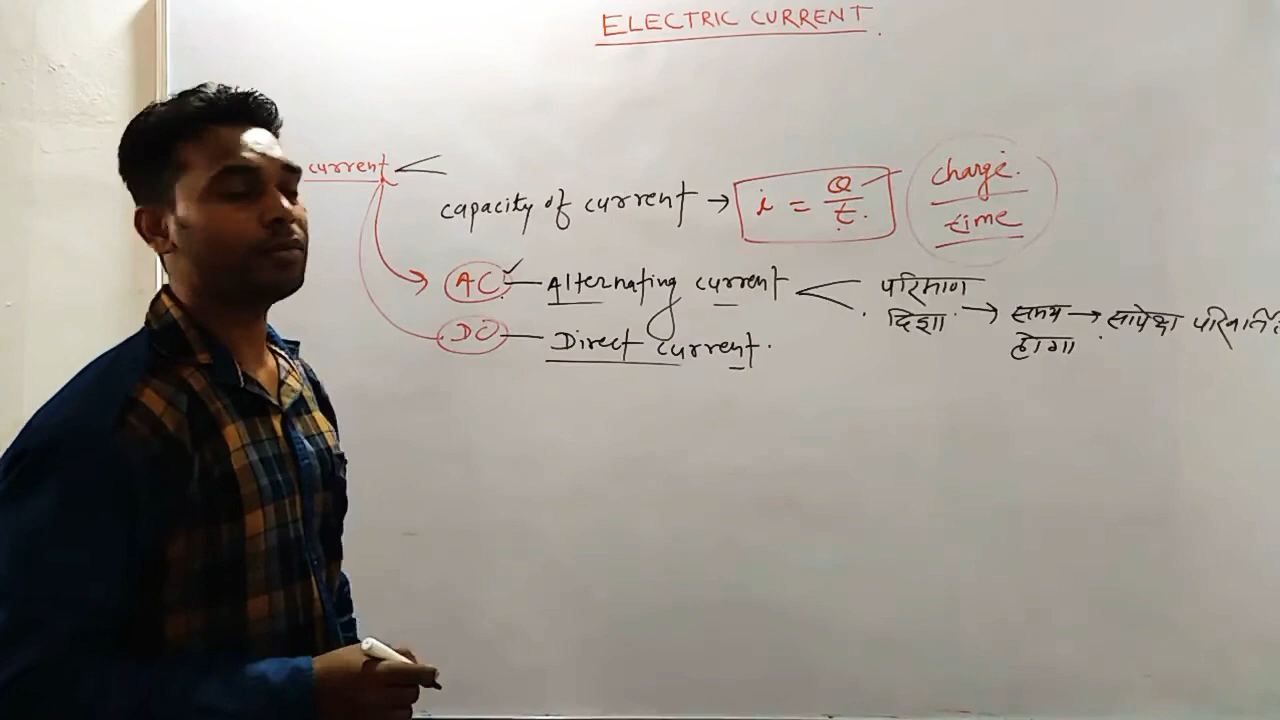 ELECTRIC CURRENT.
current
capacity of current → i = Q/t.
charge.
time
AC — Alternating current
परिमाण
दिशा. → समय → सापेक्ष
होगा
DC — Direct current.